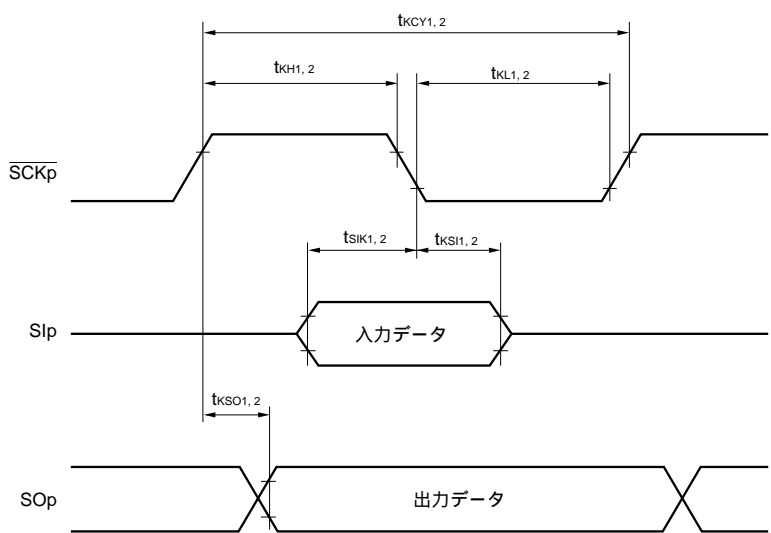 tKCY1, 2
tKH1, 2
tKL1, 2
SCKp
tSIK1, 2
tKSI1, 2
SIp
入力データ
tKSO1, 2
SOp
出力データ